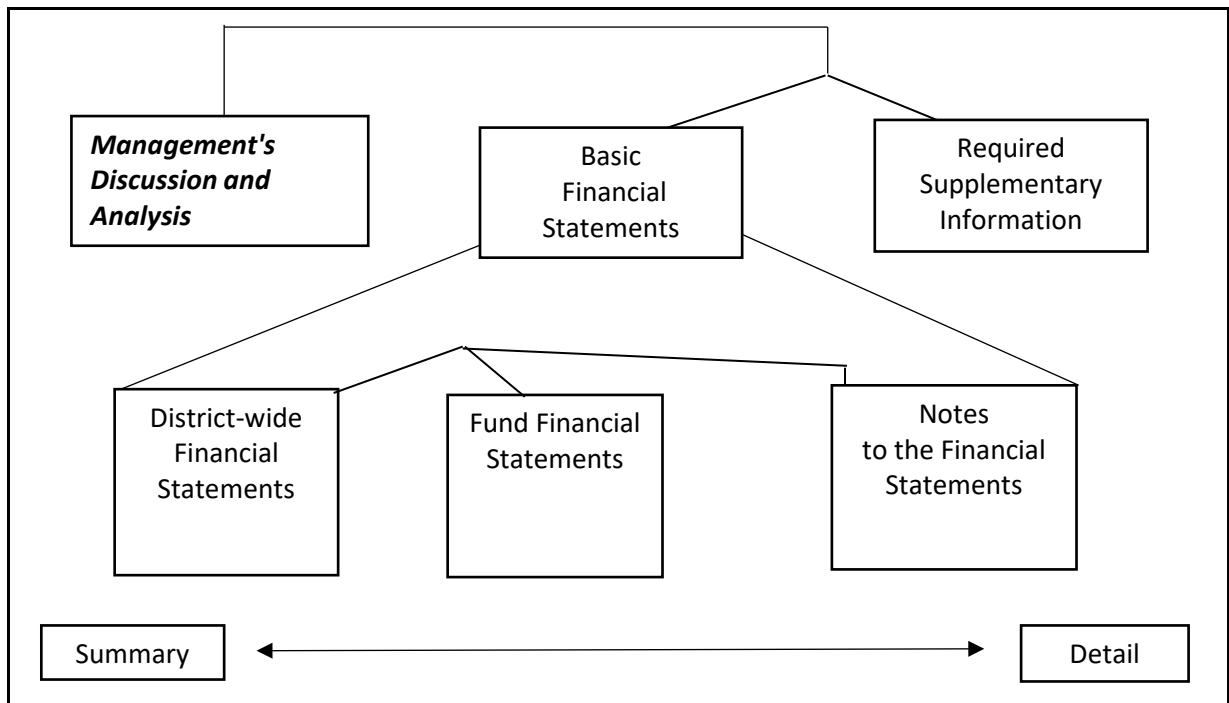 Management's
Discussion and
Analysis
Basic
Financial
Statements
Required
Supplementary
Information
District-wide
Financial
Statements
Fund Financial
Statements
Notes
to the Financial
Statements
Summary
Detail